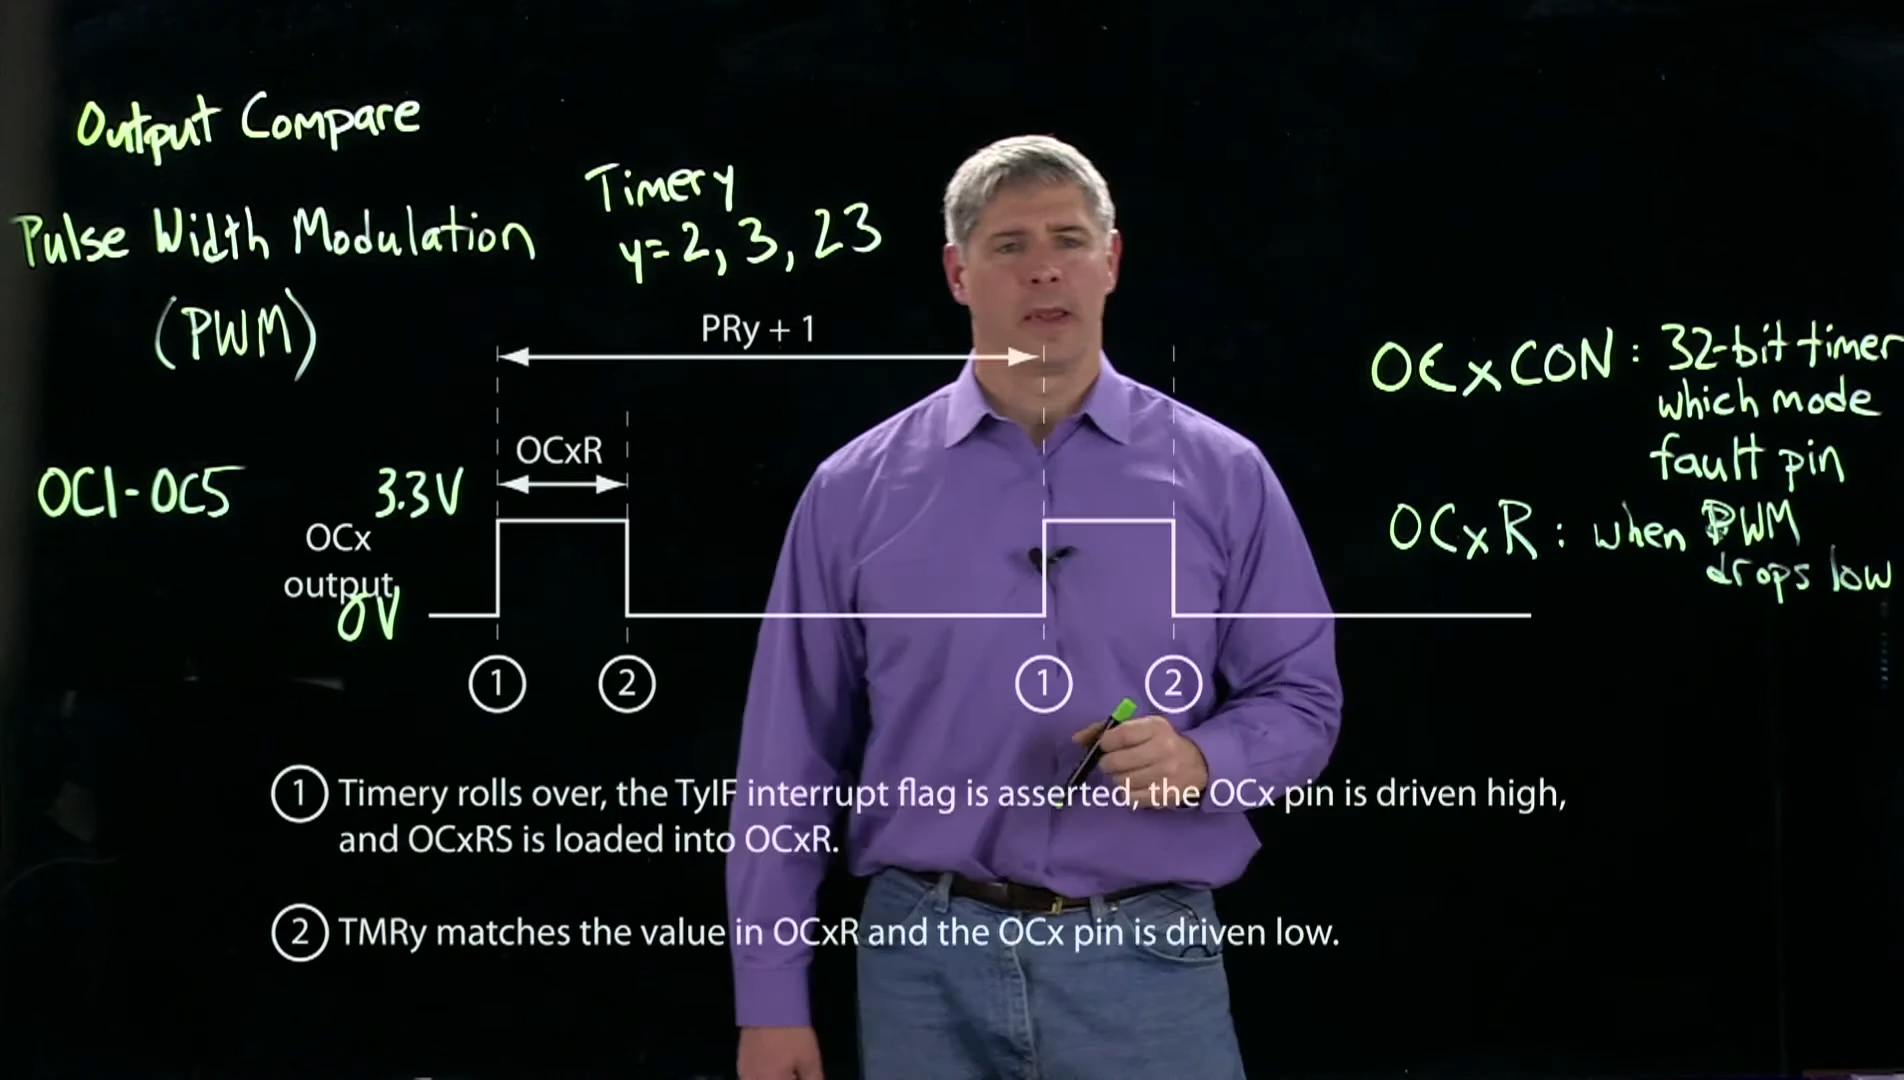 Output Compare
Pulse Width Modulation
(PWM)
Timery
y=2, 3, 23
PRy + 1
OCxR
OC1-OC5
3.3V
OCx
output
0V
1
2
1
2
OCxCON: 32-bit timer
which mode
fault pin
OCxR: when PWM
drops low
1 Timery rolls over, the TyIF interrupt flag is asserted, the OCx pin is driven high,
and OCxRS is loaded into OCxR.
2 TMRy matches the value in OCxR and the OCx pin is driven low.